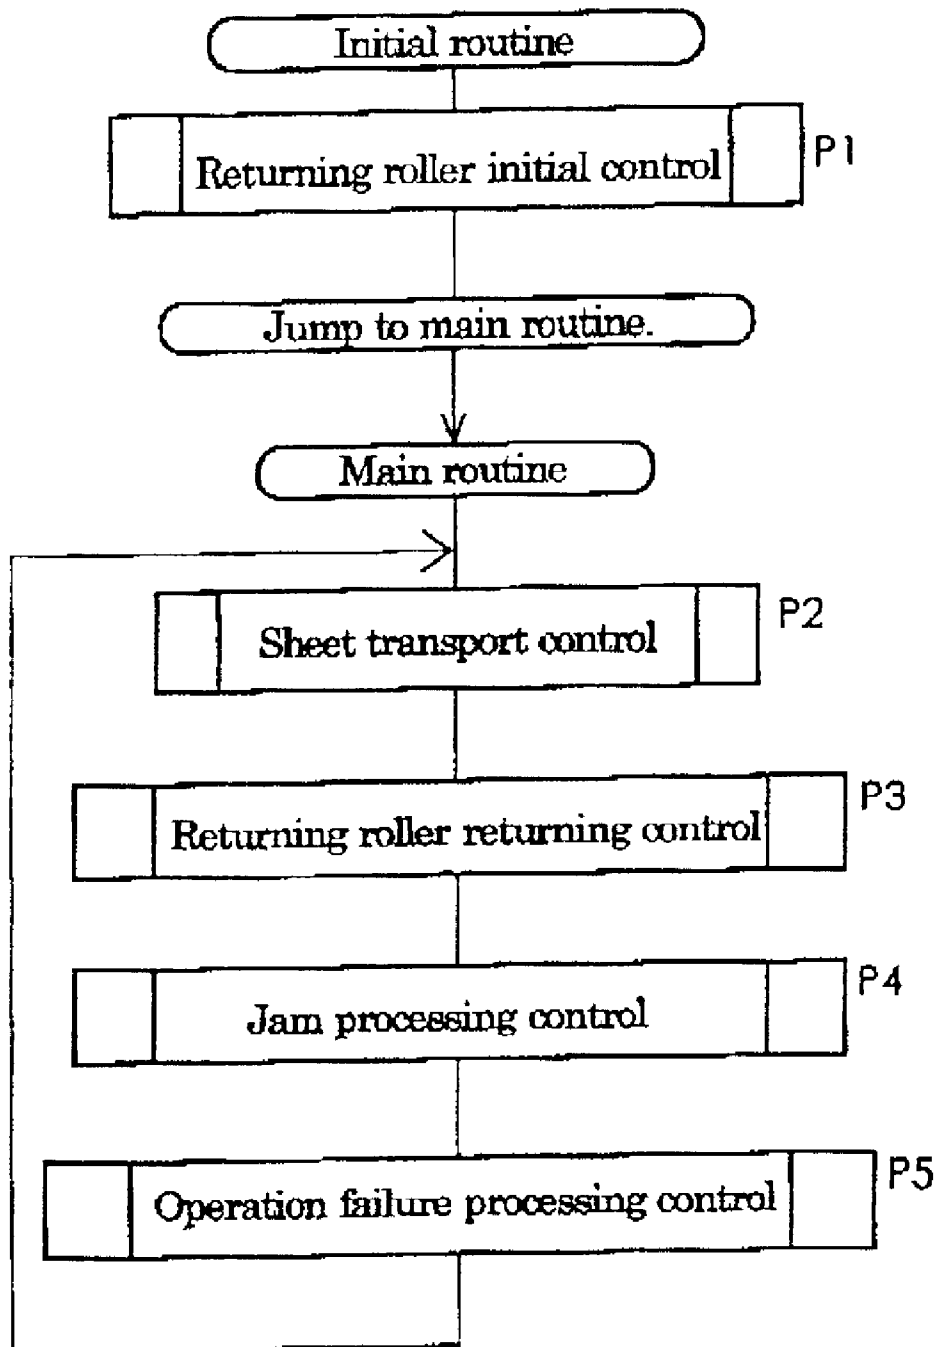 Initial routine
Returning roller initial control
P1
Jump to main routine.
Main routine
Sheet transport control
P2
Returning roller returning control
P3
Jam processing control
P4
Operation failure processing control
P5